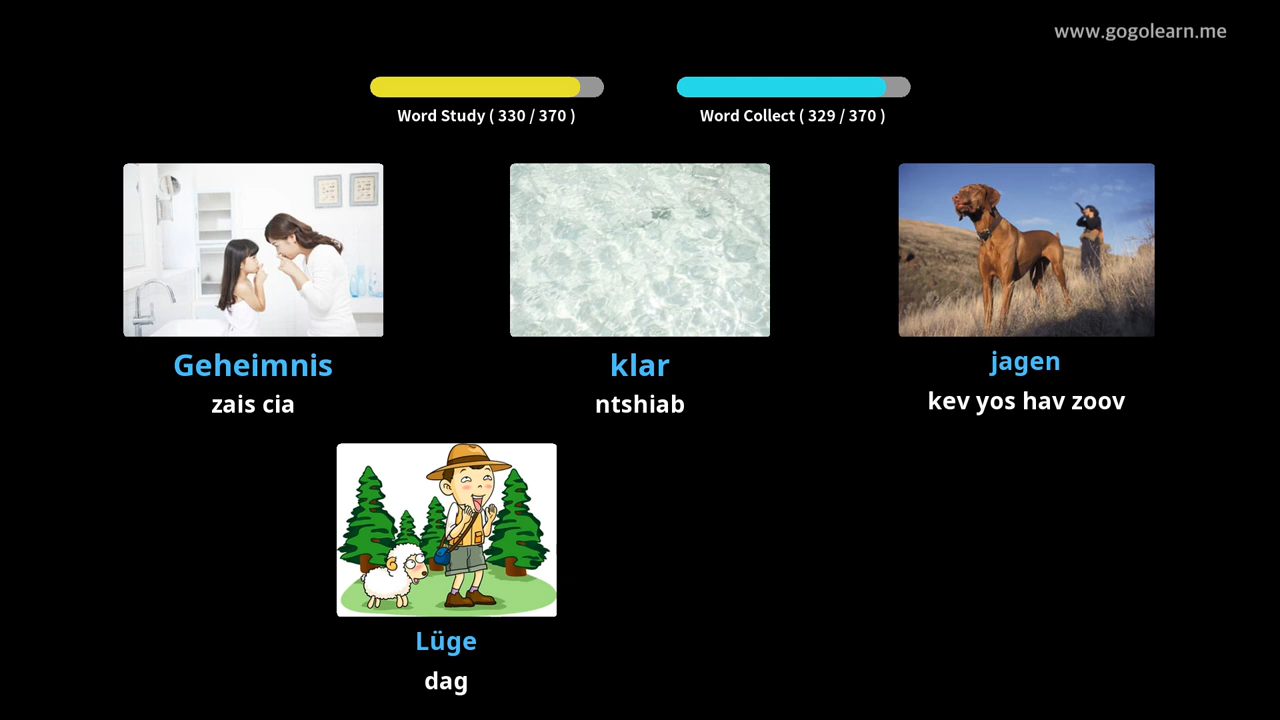 www.gogolearn.me
Word Study ( 330 / 370 )
Word Collect ( 329 / 370 )
Geheimnis
zais cia
klar
ntshiab
jagen
kev yos hav zoov
Lüge
dag